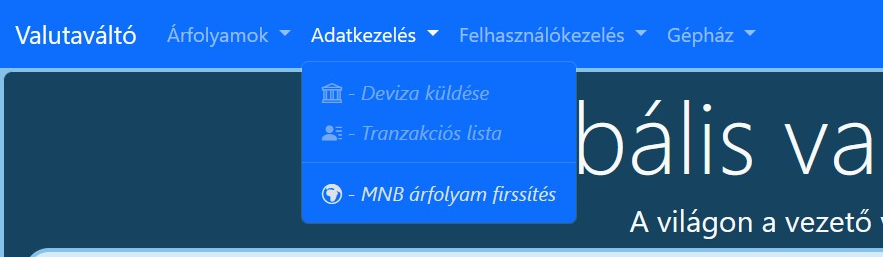 Valutaváltó Árfolyamok Adatkezelés Felhasználókezelés Gépház
- Deviza küldése
- Tranzakciós lista
- MNB árfolyam firssítés
bális va
A világon a vezető